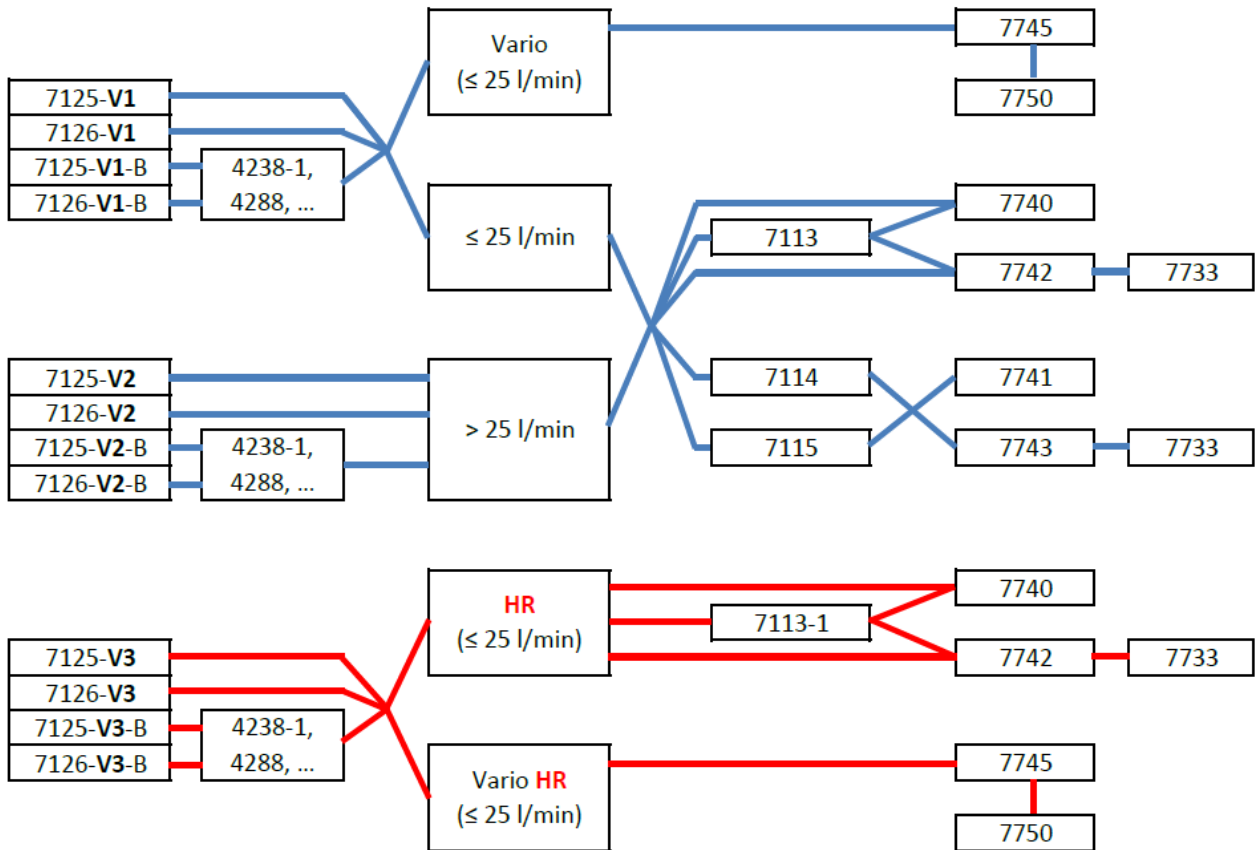 Vario
(≤ 25 l/min)
7745
7750
7125-V1
7126-V1
7125-V1-B
7126-V1-B
4238-1,
4288, ...
≤ 25 l/min
7740
7113
7742
7733
7125-V2
7126-V2
7125-V2-B
7126-V2-B
4238-1,
4288, ...
> 25 l/min
7114
7741
7115
7743
7733
HR
(≤ 25 l/min)
7740
7113-1
7742
7733
7125-V3
7126-V3
7125-V3-B
7126-V3-B
4238-1,
4288, ...
Vario HR
(≤ 25 l/min)
7745
7750